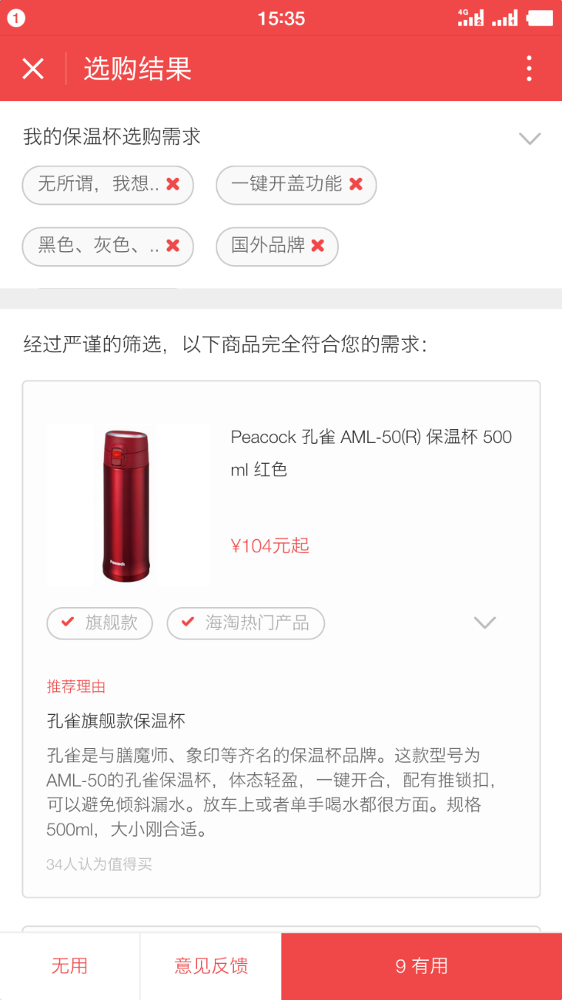 1
15:35
4G
2
1
选购结果
我的保温杯选购需求
无所谓，我想..
一键开盖功能
黑色、灰色、..
国外品牌
经过严谨的筛选，以下商品完全符合您的需求：
Peacock 孔雀 AML-50(R) 保温杯 500
ml 红色
¥104元起
Peacock
旗舰款
海淘热门产品
推荐理由
孔雀旗舰款保温杯
孔雀是与膳魔师、象印等齐名的保温杯品牌。这款型号为
AML-50的孔雀保温杯，体态轻盈，一键开合，配有推锁扣，
可以避免倾斜漏水。放车上或者单手喝水都很方面。规格
500ml，大小刚合适。
34人认为值得买
无用
意见反馈
9 有用